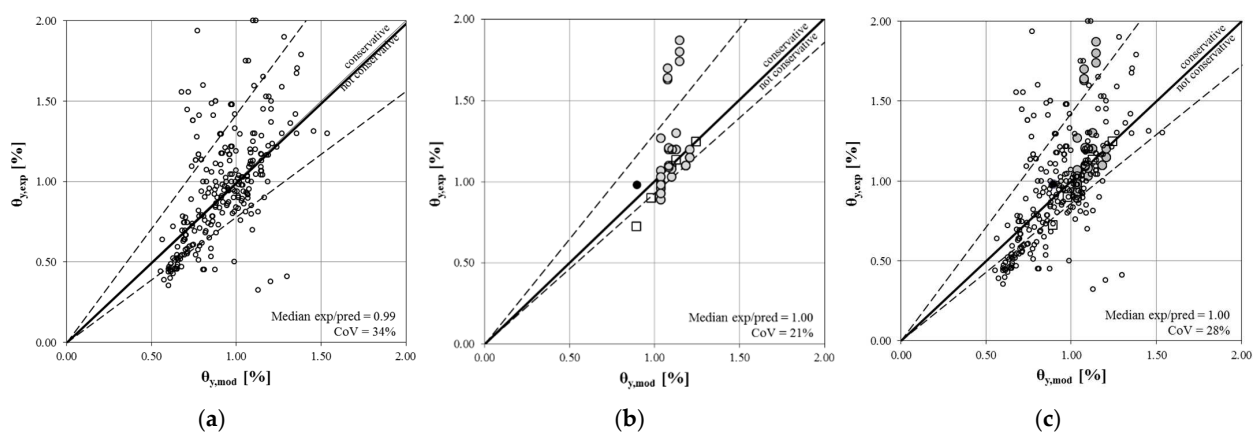 2.00
1.50
1.00
0.50
0.00
θy,exp [%]
conservative
not conservative
Median exp/pred = 0.99
CoV = 34%
0.00 0.50 1.00 1.50 2.00
θy,mod [%]
(a)
2.00
1.50
1.00
0.50
0.00
θy,exp [%]
conservative
not conservative
Median exp/pred = 1.00
CoV = 21%
0.00 0.50 1.00 1.50 2.00
θy,mod [%]
(b)
2.00
1.50
1.00
0.50
0.00
θy,exp [%]
conservative
not conservative
Median exp/pred = 1.00
CoV = 28%
0.00 0.50 1.00 1.50 2.00
θy,mod [%]
(c)